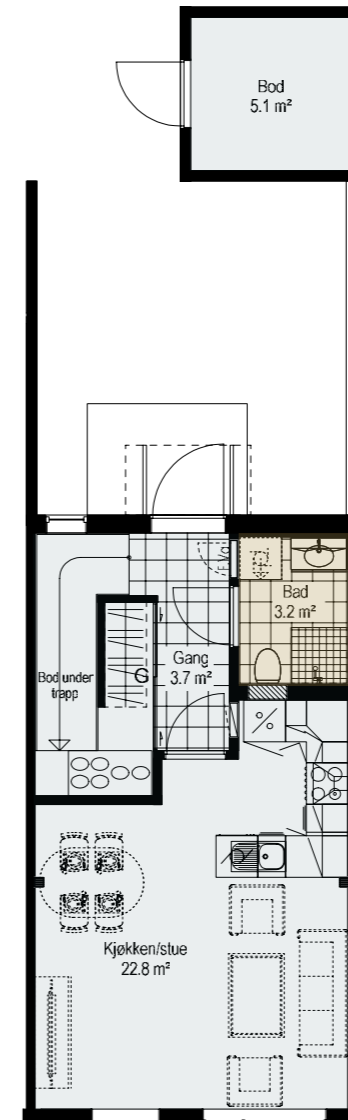 Bod
5.1 m²
Bad
3.2 m²
Gang
3.7 m²
G
Bod under
trapp
Kjøkken/stue
22.8 m²